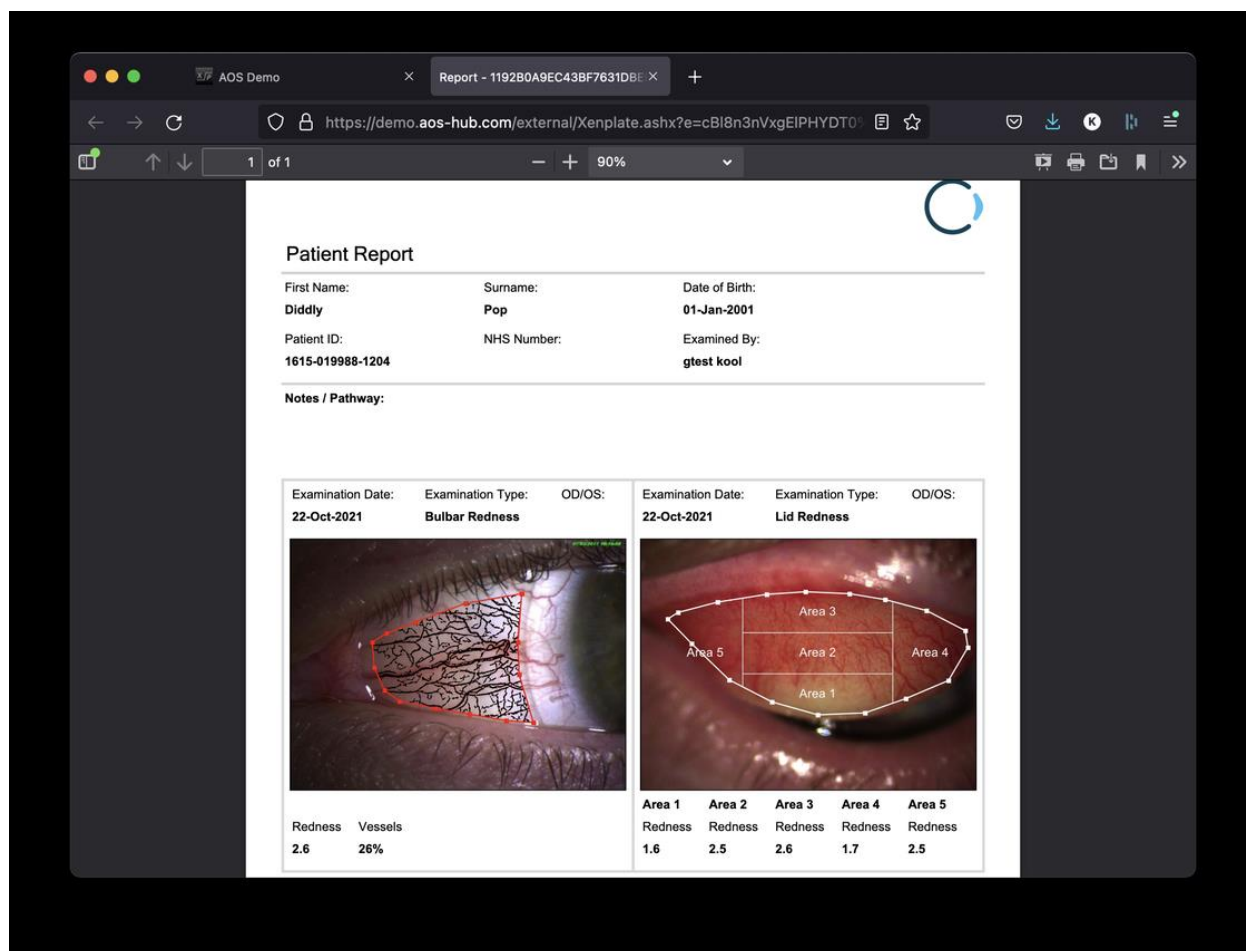 AOS Demo
Report - 1192B0A9EC43BF7631DBE
https://demo.aos-hub.com/external/Xenplate.ashx?e=cBI8n3nVxgEIPHYDT05
1 of 1
90%
Patient Report
First Name: Surname: Date of Birth:
Diddly Pop 01-Jan-2001
Patient ID: NHS Number: Examined By:
1615-019988-1204 gtest kool
Notes / Pathway:
Examination Date: Examination Type: OD/OS:
22-Oct-2021 Bulbar Redness
Redness Vessels
2.6 26%
Examination Date: Examination Type: OD/OS:
22-Oct-2021 Lid Redness
Area 3
Area 5 Area 2 Area 4
Area 1
Area 1 Area 2 Area 3 Area 4 Area 5
Redness Redness Redness Redness Redness
1.6 2.5 2.6 1.7 2.5